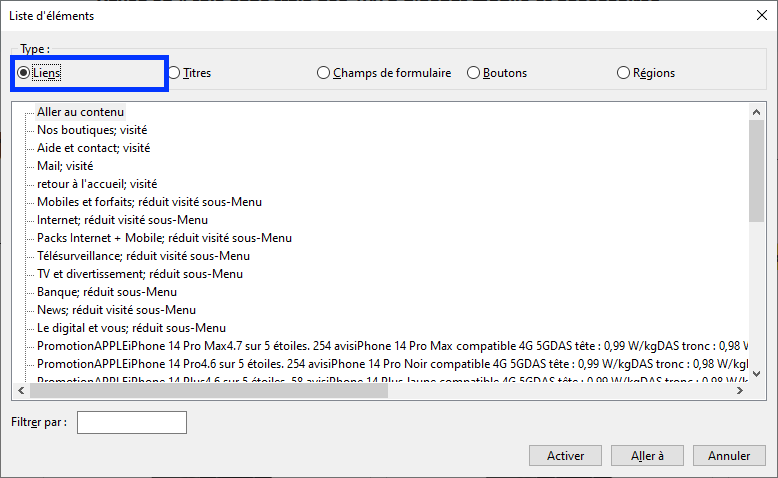 Liste d'éléments
Type :
Liens
Titres
Champs de formulaire
Boutons
Régions
Aller au contenu
Nos boutiques; visité
Aide et contact; visité
Mail; visité
retour à l'accueil; visité
Mobiles et forfaits; réduit visité sous-Menu
Internet; réduit visité sous-Menu
Packs Internet + Mobile; réduit visité sous-Menu
Télésurveillance; réduit visité sous-Menu
TV et divertissement; réduit sous-Menu
Banque; réduit sous-Menu
News; réduit visité sous-Menu
Le digital et vous; réduit sous-Menu
PromotionAPPLEiPhone 14 Pro Max4.7 sur 5 étoiles. 254 avisiPhone 14 Pro Max compatible 4G 5GDAS tête : 0,99 W/kgDAS tronc : 0,98 W
PromotionAPPLEiPhone 14 Pro4.6 sur 5 étoiles. 254 avisiPhone 14 Pro Noir compatible 4G 5GDAS tête : 0,99 W/kgDAS tronc : 0,98 W/kgI
PromotionAPPLEiPhone 14 Plus4.6 sur 5 étoiles. 58 avisiPhone 14 Plus Jaune compatible 4G 5GDAS tête : 0,99 W/kgDAS tronc : 0,98 W/
Filtrer par :
Activer
Aller à
Annuler